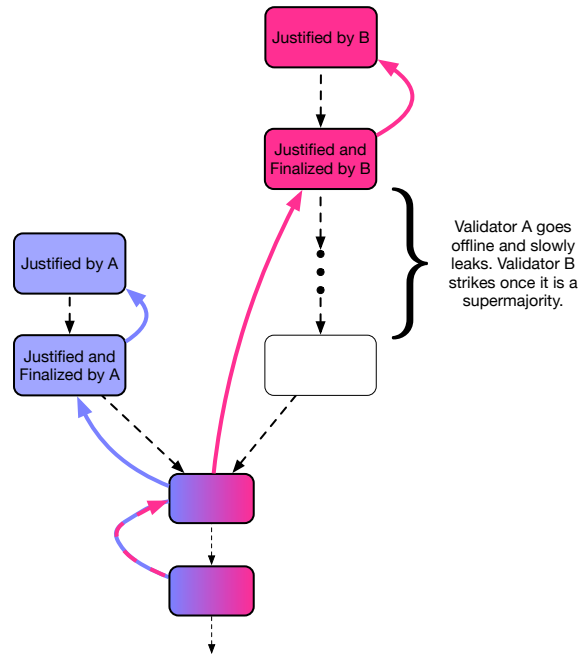 Justified by B
Justified and
Finalized by B
Validator A goes
offline and slowly
leaks. Validator B
strikes once it is a
supermajority.
Justified by A
Justified and
Finalized by A